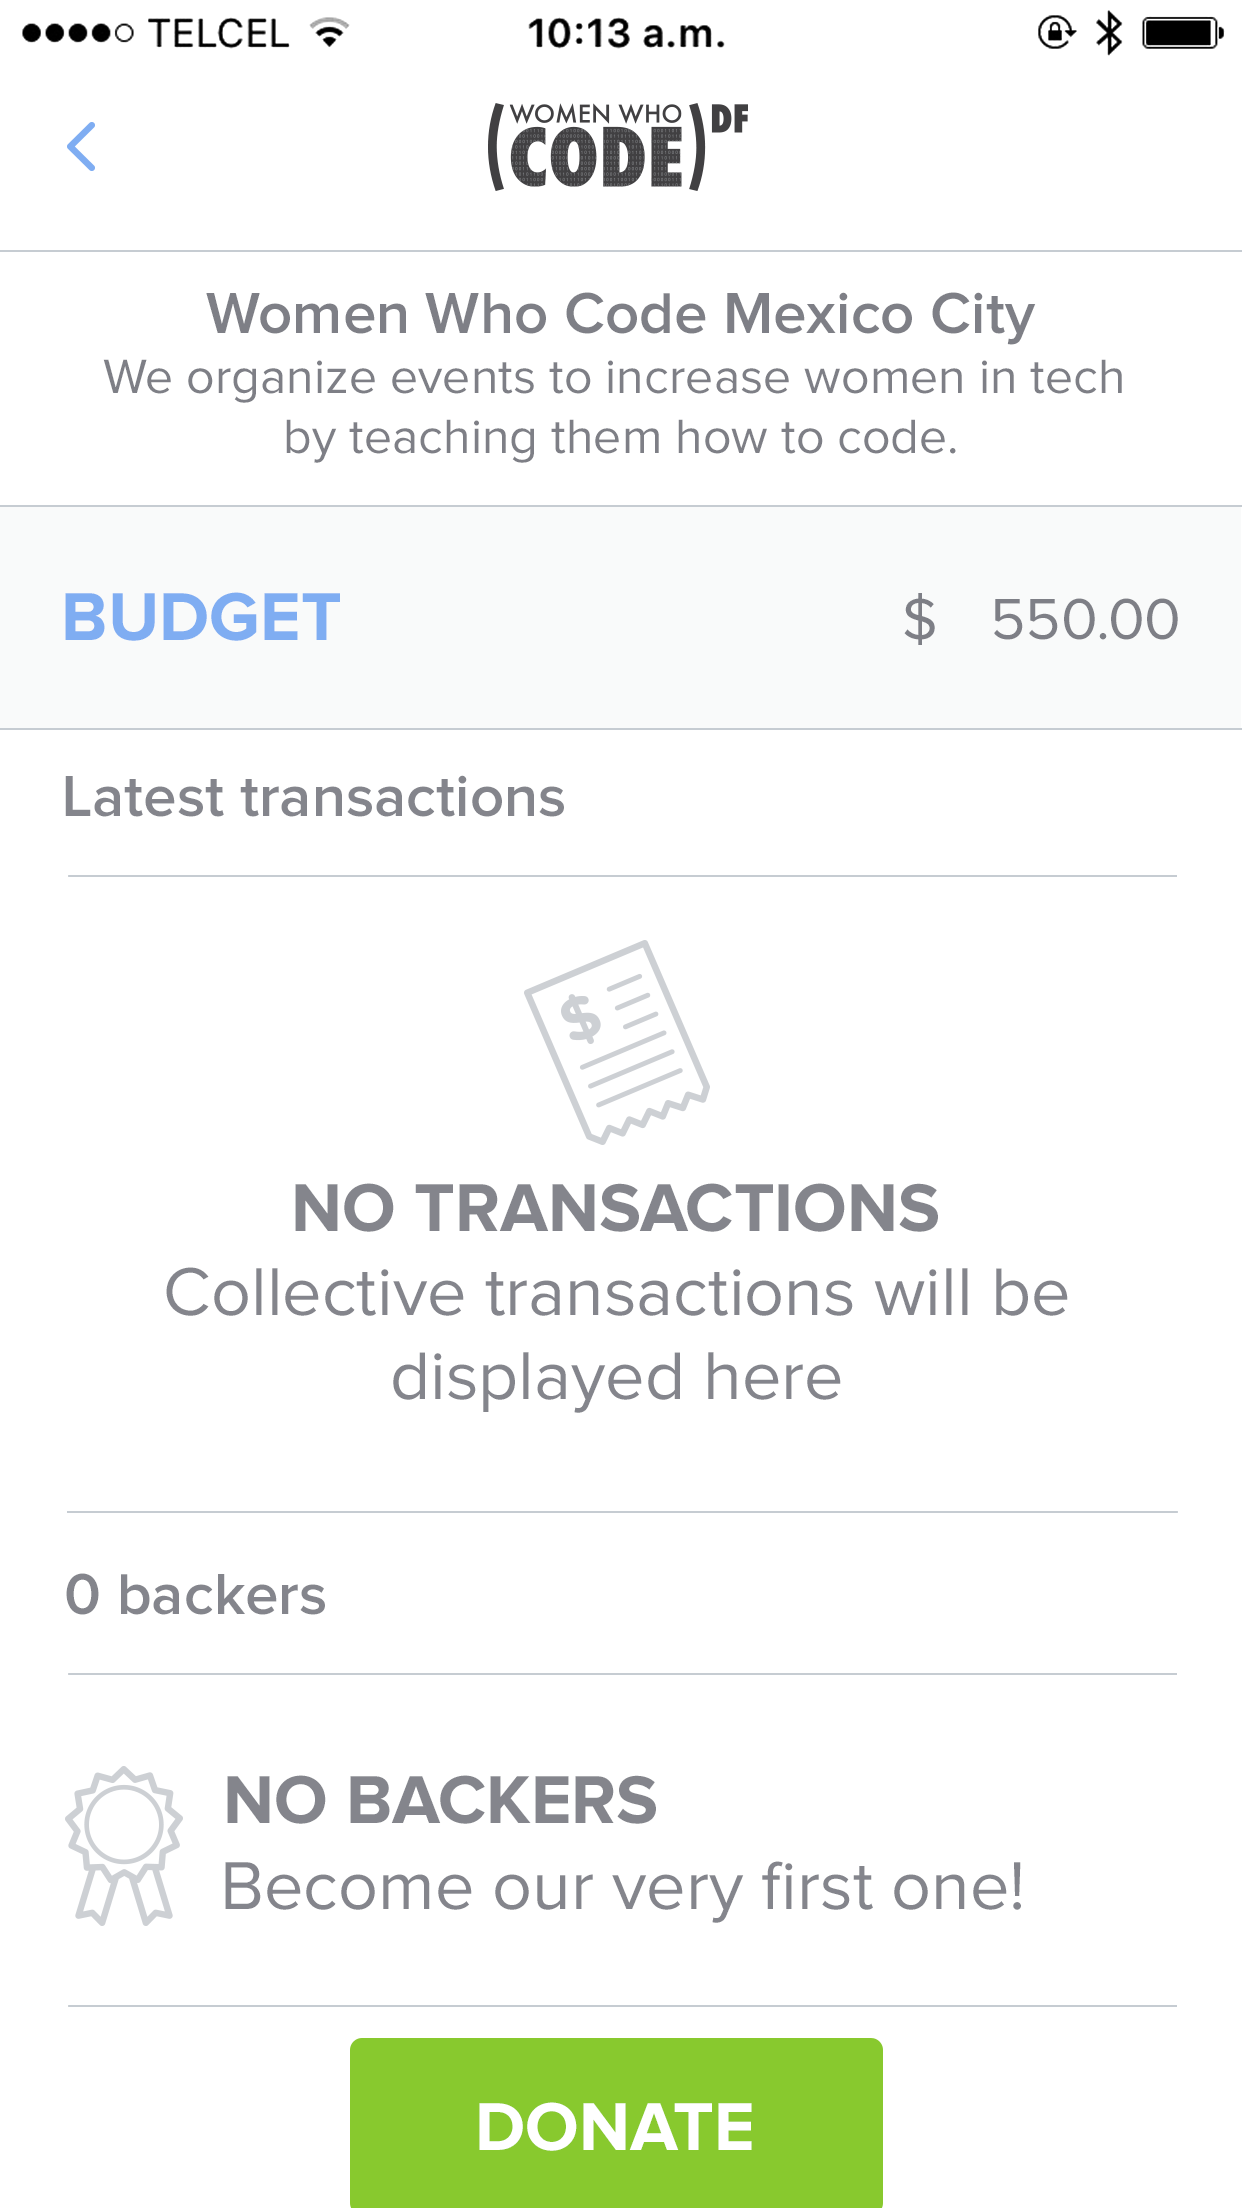 TELCEL 10:13 a.m.
WOMEN WHO
CODE DF
Women Who Code Mexico City
We organize events to increase women in tech
by teaching them how to code.
BUDGET $ 550.00
Latest transactions
$
NO TRANSACTIONS
Collective transactions will be
displayed here
0 backers
NO BACKERS
Become our very first one!
DONATE